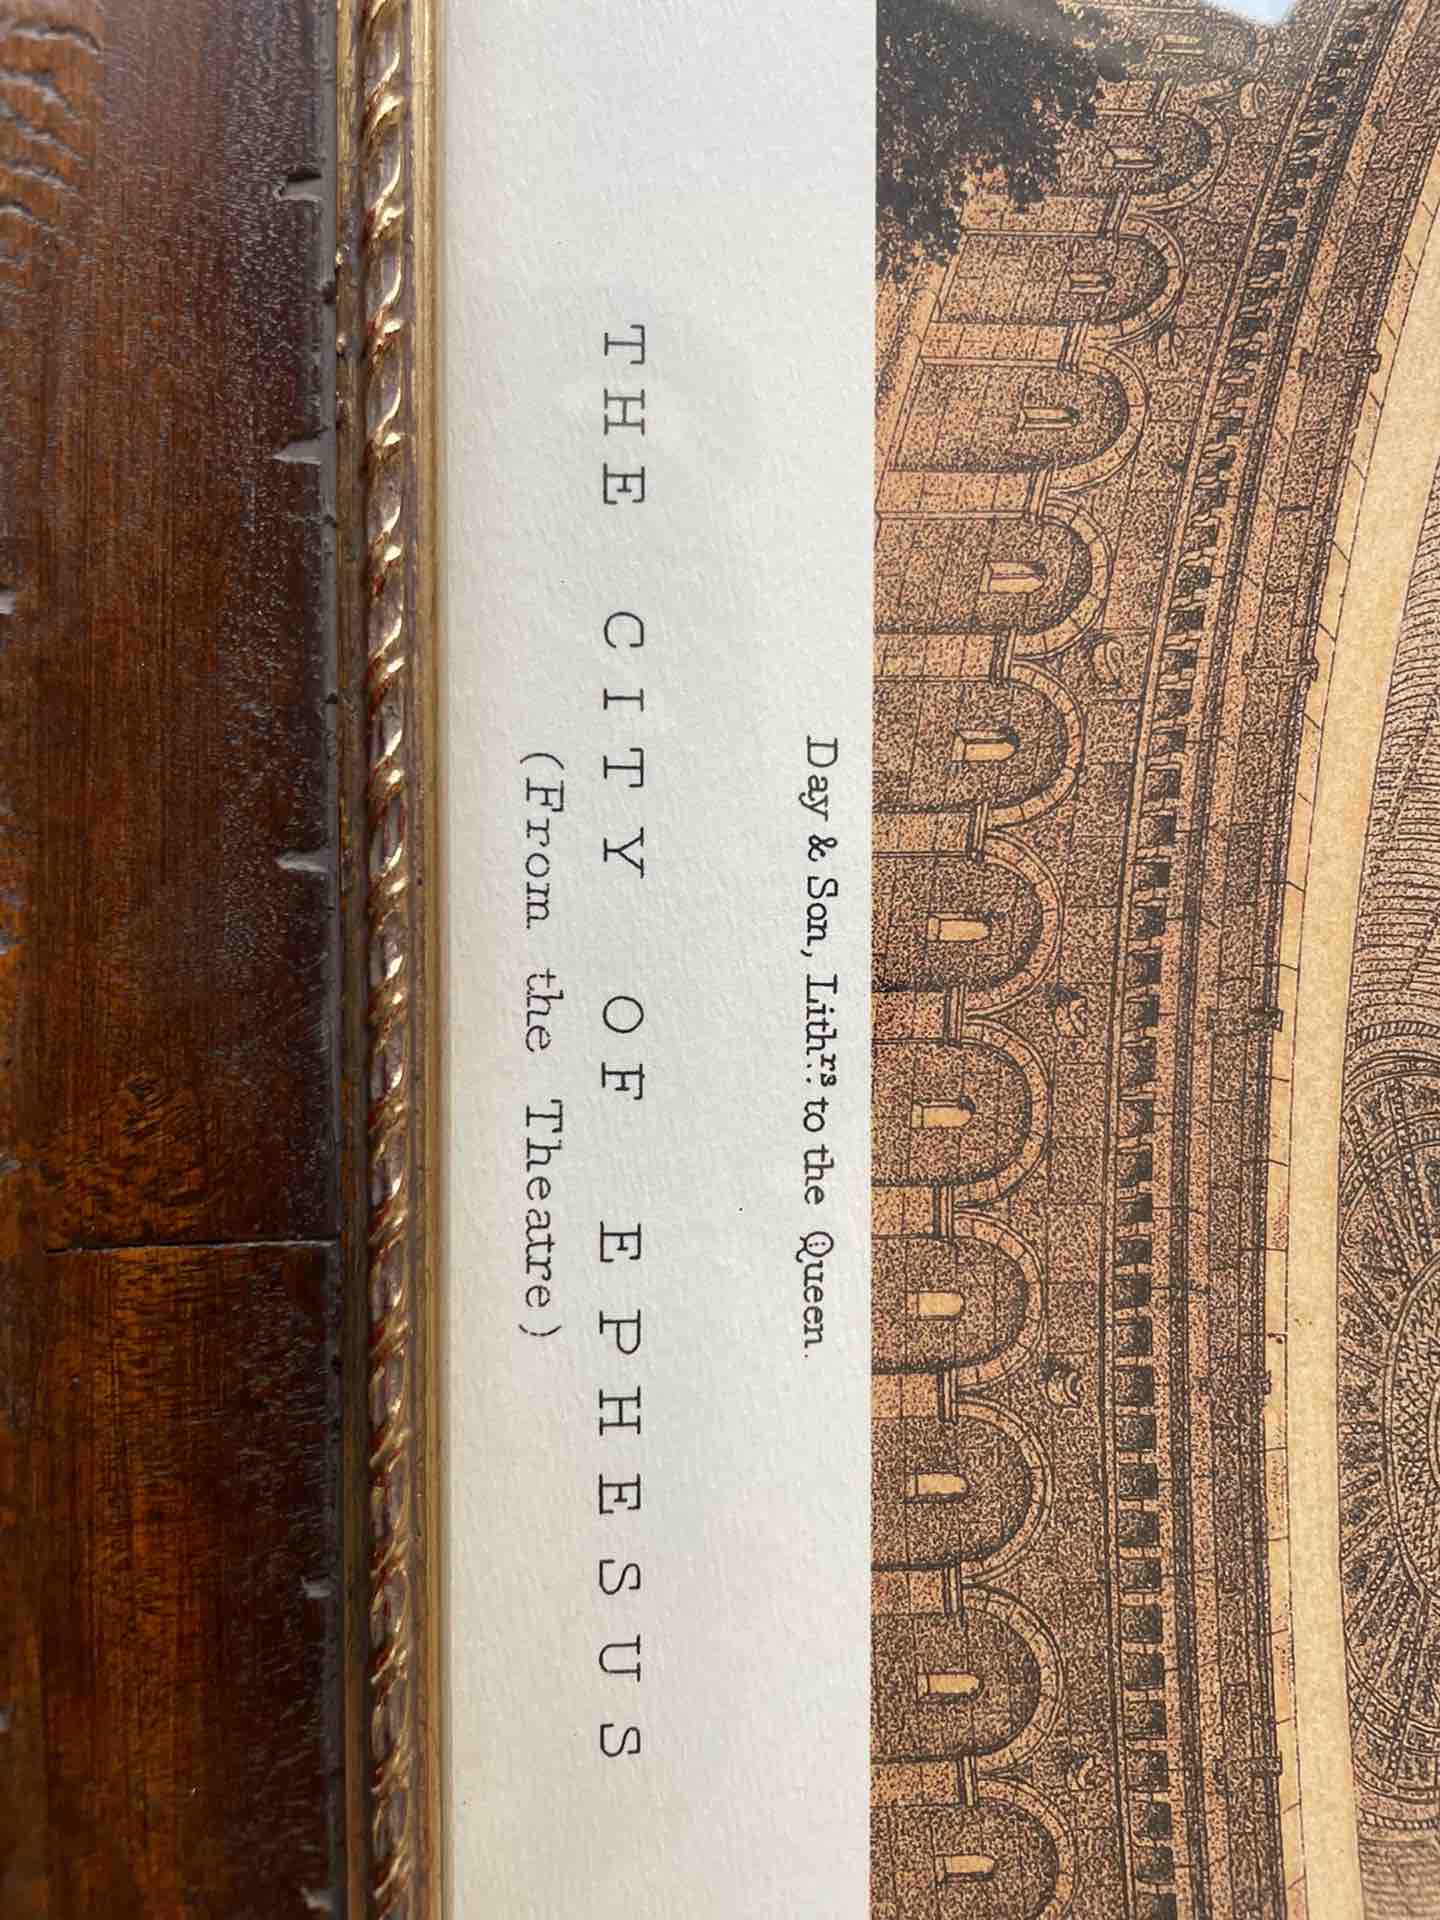 Day & Son, Lithrs. to the Queen.
THE CITY OF EPHESUS
(From the Theatre)